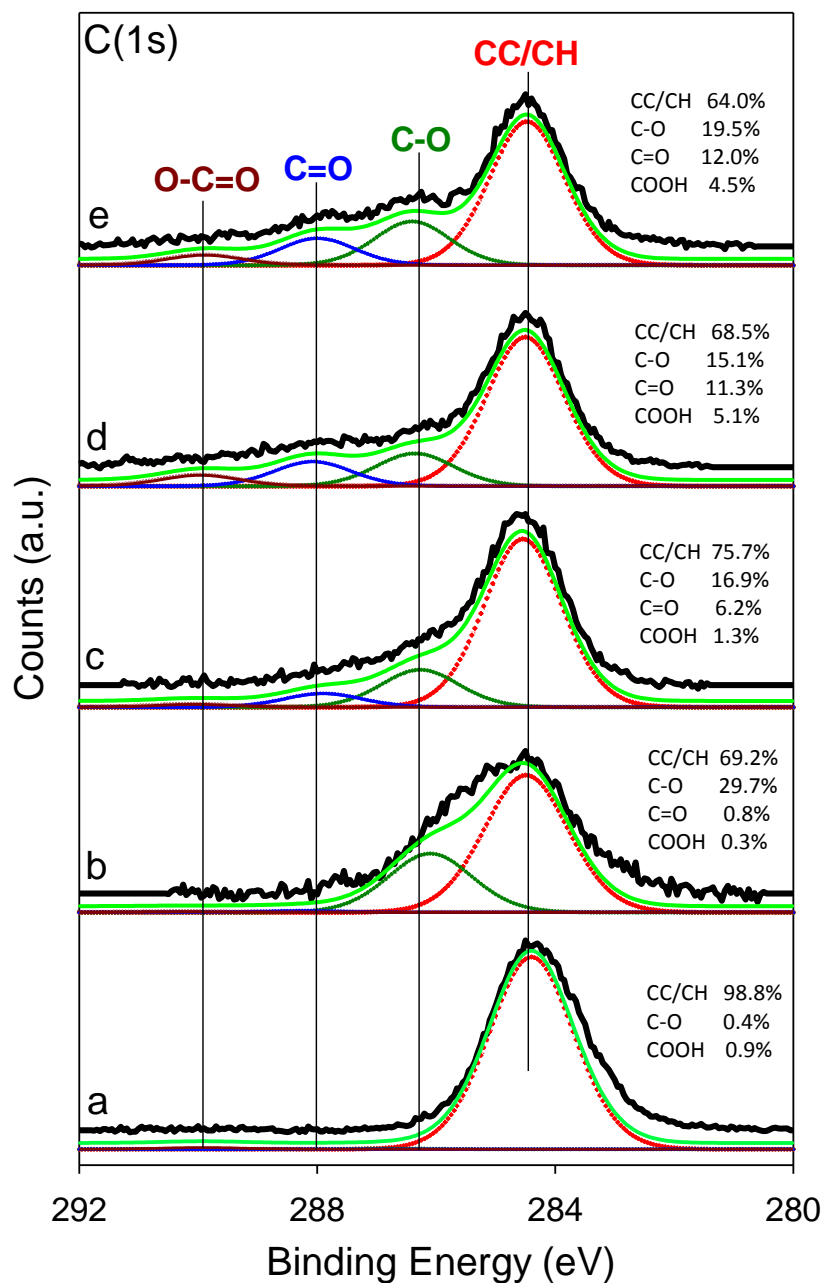 C(1s)
CC/CH
C-O
C=O
O-C=O
CC/CH 64.0%
C-O 19.5%
C=O 12.0%
COOH 4.5%
e
CC/CH 68.5%
C-O 15.1%
C=O 11.3%
COOH 5.1%
d
CC/CH 75.7%
C-O 16.9%
C=O 6.2%
COOH 1.3%
c
CC/CH 69.2%
C-O 29.7%
C=O 0.8%
COOH 0.3%
b
CC/CH 98.8%
C-O 0.4%
COOH 0.9%
a
Counts (a.u.)
292 288 284 280
Binding Energy (eV)